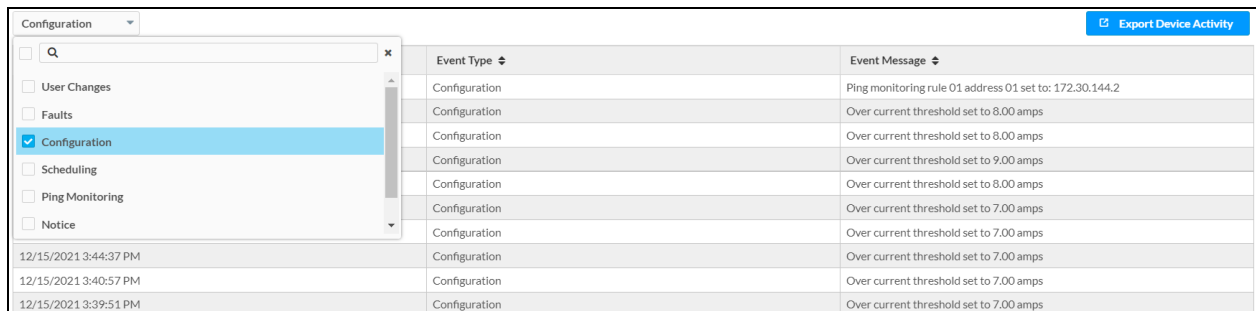 Configuration
Export Device Activity
Event Type Event Message
User Changes
Configuration Ping monitoring rule 01 address 01 set to: 172.30.144.2
Faults
Configuration Over current threshold set to 8.00 amps
Configuration
Configuration Over current threshold set to 8.00 amps
Scheduling
Configuration Over current threshold set to 9.00 amps
Ping Monitoring
Configuration Over current threshold set to 8.00 amps
Configuration Over current threshold set to 7.00 amps
Notice
Configuration Over current threshold set to 7.00 amps
12/15/2021 3:44:37 PM Configuration Over current threshold set to 7.00 amps
12/15/2021 3:40:57 PM Configuration Over current threshold set to 7.00 amps
12/15/2021 3:39:51 PM Configuration Over current threshold set to 7.00 amps